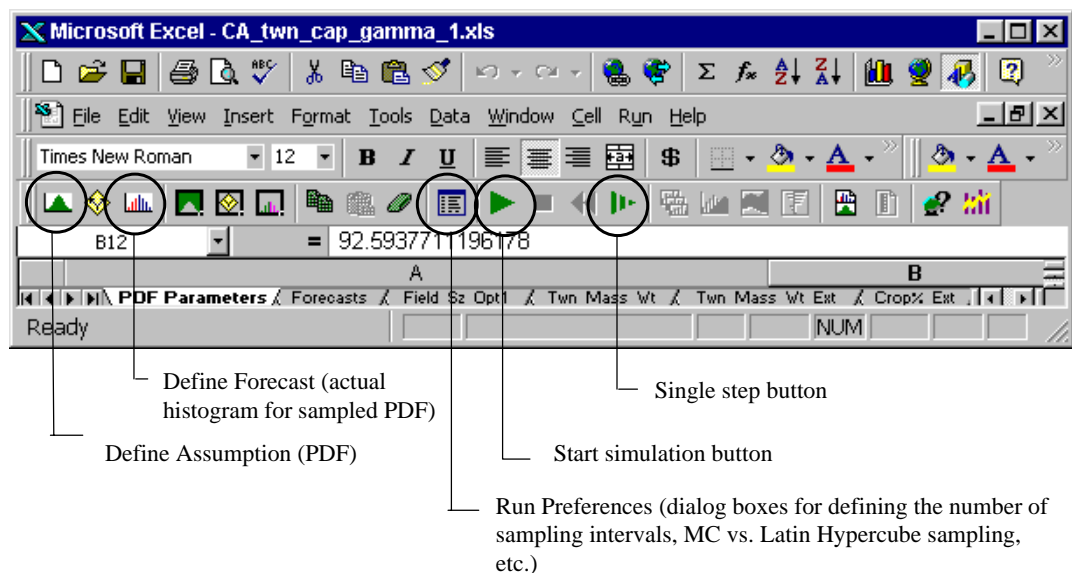 Microsoft Excel - CA_twn_cap_gamma_1.xls
ABC Σ f* A Z Z A ?
File Edit View Insert Format Tools Data Window Cell Run Help
Times New Roman 12 B I U a $ A A
B12 = 92.5937711196178
A B
PDF Parameters Forecasts Field Sz Opt1 Twn Mass Wt Twn Mass Wt Ext Crop% Ext
Ready NUM
Define Forecast (actual
histogram for sampled PDF)
Single step button
Define Assumption (PDF)
Start simulation button
Run Preferences (dialog boxes for defining the number of
sampling intervals, MC vs. Latin Hypercube sampling,
etc.)